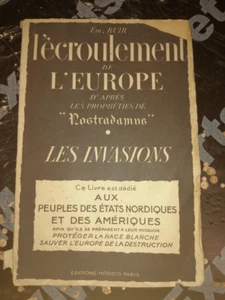 Em. RUIR
l'écroulement
DE
L'EUROPE
D'APRÈS
LES PROPHÉTIES DE
"Nostradamus"
LES INVASIONS
Ce Livre est dédié
AUX
PEUPLES DES ÉTATS NORDIQUES
ET DES AMÉRIQUES
AFIN QU'ILS SE PRÉPARENT A LEUR MISSION
PROTÉGER LA RACE BLANCHE
SAUVER L'EUROPE DE LA DESTRUCTION
EDITIONS MÉDICIS-PARIS